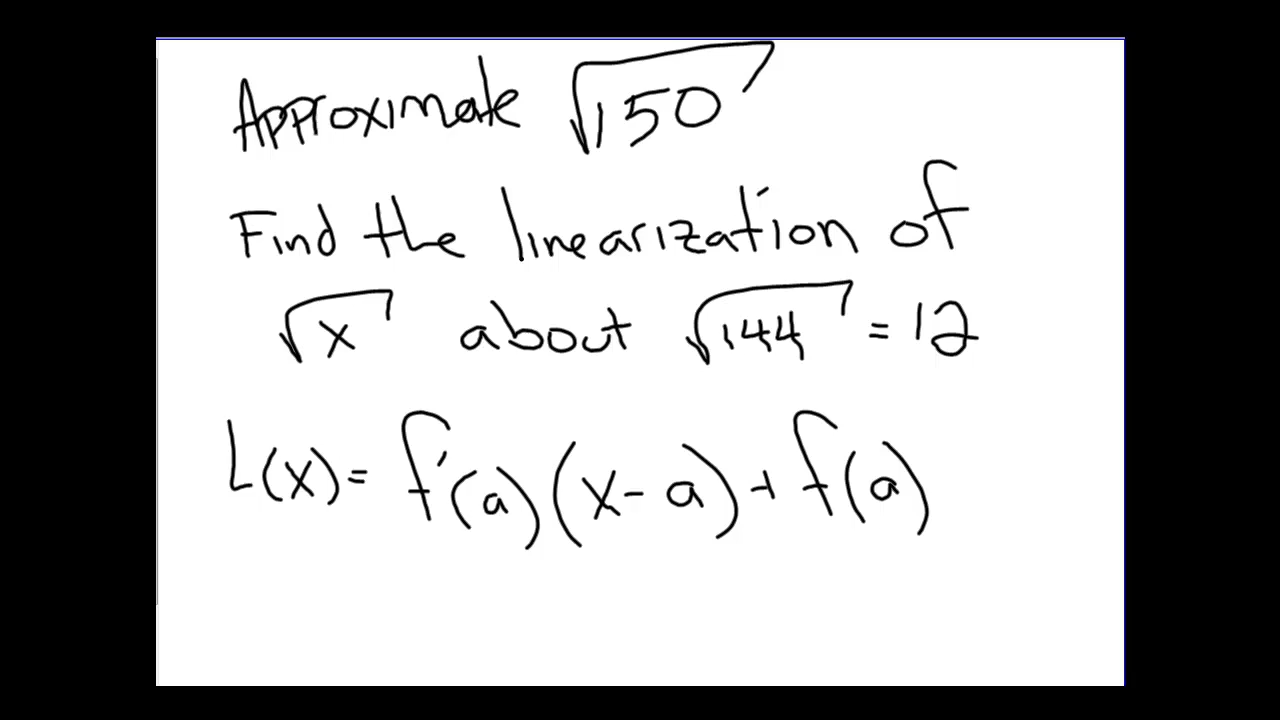 Approximate √150
Find the linearization of
√x about √144 = 12
L(x) = f'(a)(x-a)+f(a)